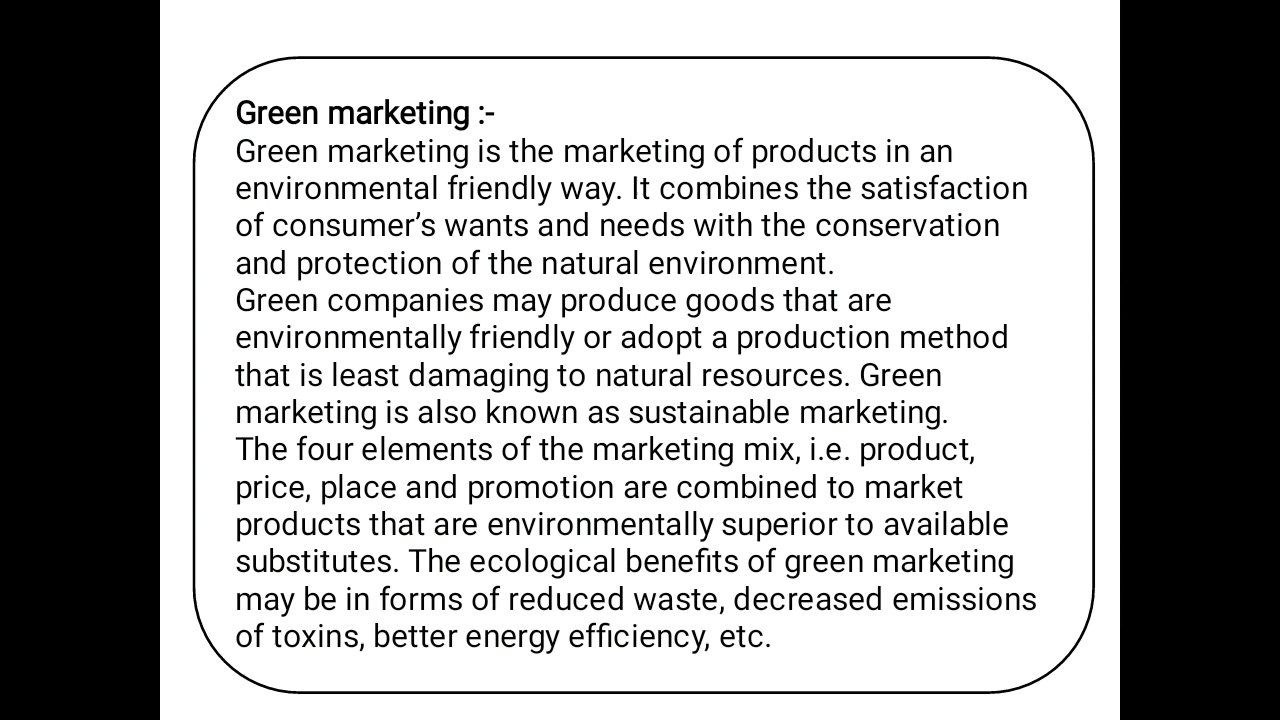 Green marketing :-
Green marketing is the marketing of products in an
environmental friendly way. It combines the satisfaction
of consumer’s wants and needs with the conservation
and protection of the natural environment.
Green companies may produce goods that are
environmentally friendly or adopt a production method
that is least damaging to natural resources. Green
marketing is also known as sustainable marketing.
The four elements of the marketing mix, i.e. product,
price, place and promotion are combined to market
products that are environmentally superior to available
substitutes. The ecological benefits of green marketing
may be in forms of reduced waste, decreased emissions
of toxins, better energy efficiency, etc.